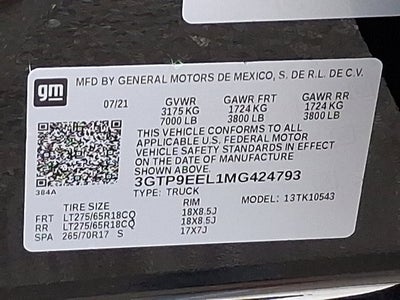 gm
MFD BY GENERAL MOTORS DE MEXICO, S. DE R.L. DE C.V.
07/21 GVWR GAWR FRT GAWR RR
3175 KG 1724 KG 1724 KG
7000 LB 3800 LB 3800 LB
THIS VEHICLE CONFORMS TO ALL
APPLICABLE U.S. FEDERAL MOTOR
VEHICLE SAFETY STANDARDS IN EFFECT
ON THE DATE OF MANUFACTURE
SHOWN ABOVE.
384A
3GTP9EEL1MG424793
TYPE: TRUCK MODEL: 13TK10543
TIRE SIZE RIM
FRT LT275/65R18CQ 18X8.5J
RR LT275/65R18CQ 18X8.5J
SPA 265/70R17 S 17X7J